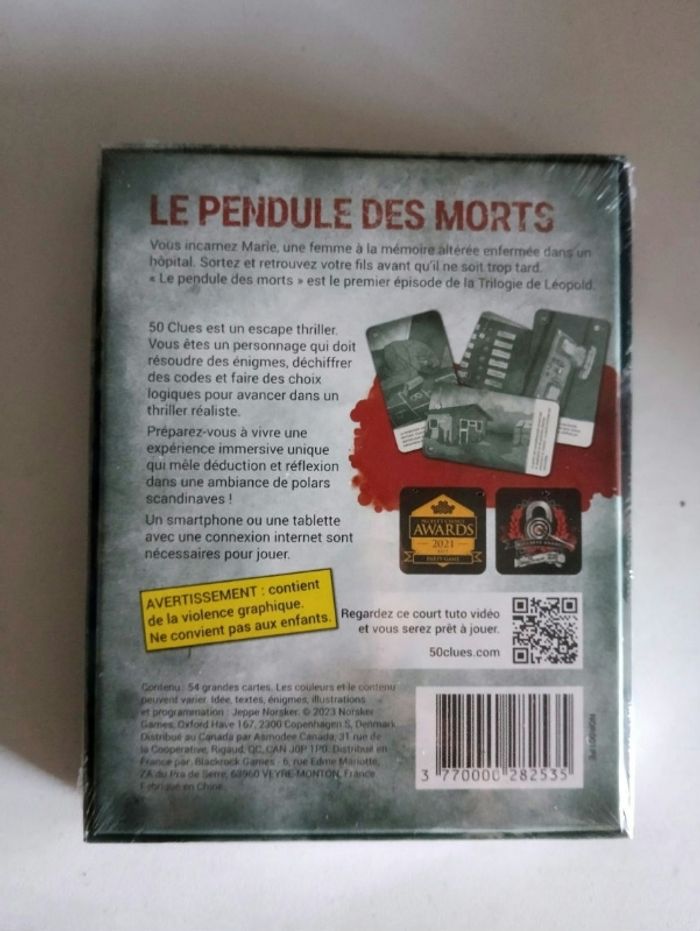 LE PENDULE DES MORTS
Vous incarnez Marie, une femme à la mémoire altérée enfermée dans un
hôpital. Sortez et retrouvez votre fils avant qu'il ne soit trop tard.
« Le pendule des morts » est le premier épisode de la Trilogie de Léopold.
50 Clues est un escape thriller.
Vous êtes un personnage qui doit
résoudre des énigmes, déchiffrer
des codes et faire des choix
logiques pour avancer dans un
thriller réaliste.
Préparez-vous à vivre une
expérience immersive unique
qui mêle déduction et réflexion
dans une ambiance de polars
scandinaves !
Un smartphone ou une tablette
avec une connexion internet sont
nécessaires pour jouer.
AWARDS
2021
PARTY GAME
AVERTISSEMENT : contient
de la violence graphique.
Ne convient pas aux enfants.
Regardez ce court tuto vidéo
et vous serez prêt à jouer.
50clues.com
Contenu : 54 grandes cartes. Les couleurs et le contenu
peuvent varier. Idée, textes, énigmes, illustrations
et programmation : Jeppe Norsker. © 2023 Norsker
Games, Oxford Have 167, 2300 Copenhagen S, Denmark.
Distribué au Canada par Asmodee Canada, 31 rue de
la Coopérative, Rigaud, QC, CAN J0P 1P0. Distribué en
France par: Blackrock Games - 6, rue Edme Mariotte,
ZA du Pra de Serre, 63960 VEYRE-MONTON, France
Fabriqué en Chine.
3 770000 282535